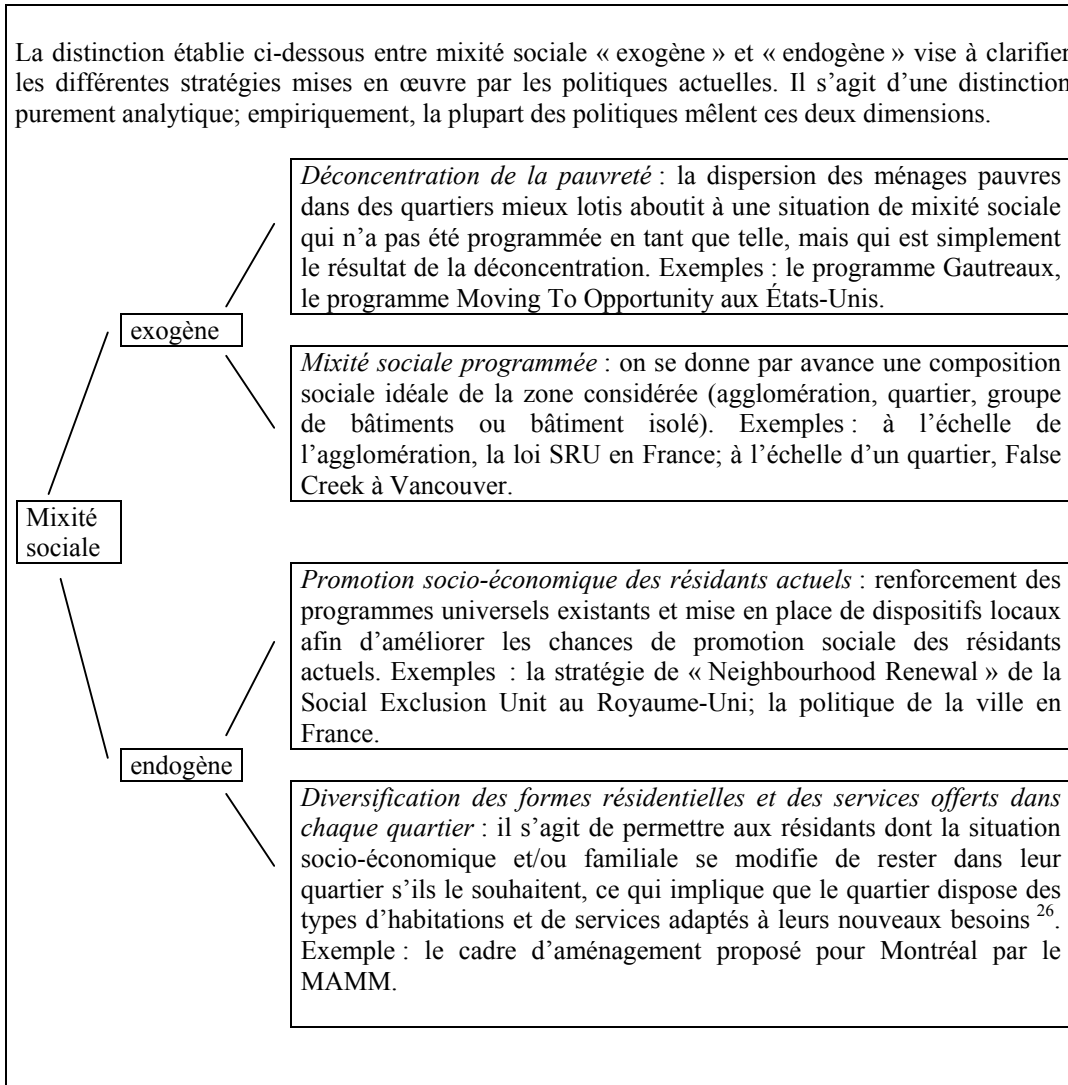 La distinction établie ci-dessous entre mixité sociale « exogène » et « endogène » vise à clarifier
les différentes stratégies mises en œuvre par les politiques actuelles. Il s’agit d’une distinction
purement analytique; empiriquement, la plupart des politiques mêlent ces deux dimensions.
Déconcentration de la pauvreté : la dispersion des ménages pauvres
dans des quartiers mieux lotis aboutit à une situation de mixité sociale
qui n’a pas été programmée en tant que telle, mais qui est simplement
le résultat de la déconcentration. Exemples : le programme Gautreaux,
le programme Moving To Opportunity aux États-Unis.
exogène
Mixité sociale programmée : on se donne par avance une composition
sociale idéale de la zone considérée (agglomération, quartier, groupe
de bâtiments ou bâtiment isolé). Exemples : à l’échelle de
l’agglomération, la loi SRU en France; à l’échelle d’un quartier, False
Creek à Vancouver.
Mixité
sociale
Promotion socio-économique des résidants actuels : renforcement des
programmes universels existants et mise en place de dispositifs locaux
afin d’améliorer les chances de promotion sociale des résidants
actuels. Exemples : la stratégie de « Neighbourhood Renewal » de la
Social Exclusion Unit au Royaume-Uni; la politique de la ville en
France.
endogène
Diversification des formes résidentielles et des services offerts dans
chaque quartier : il s’agit de permettre aux résidants dont la situation
socio-économique et/ou familiale se modifie de rester dans leur
quartier s’ils le souhaitent, ce qui implique que le quartier dispose des
types d’habitations et de services adaptés à leurs nouveaux besoins 26.
Exemple : le cadre d’aménagement proposé pour Montréal par le
MAMM.